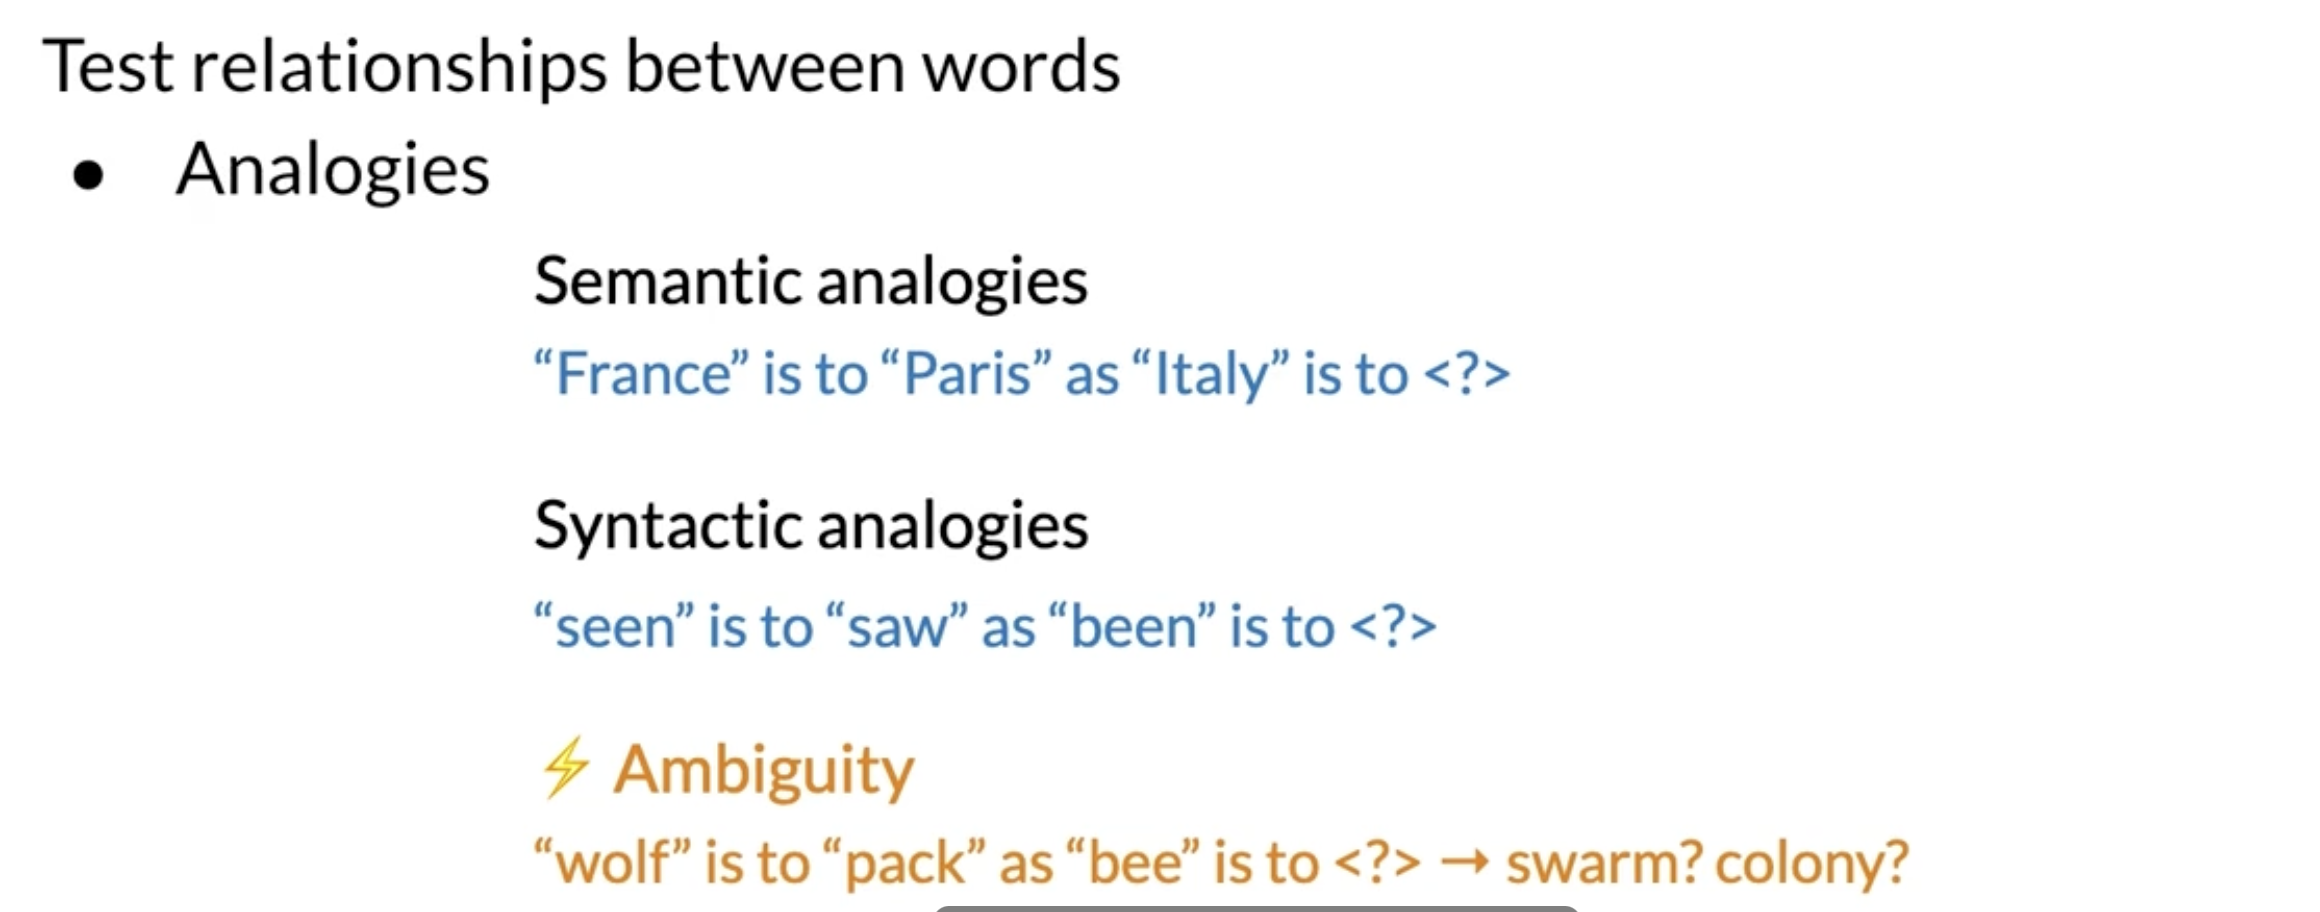 Test relationships between words
● Analogies
Semantic analogies
“France” is to “Paris” as “Italy” is to <?>
Syntactic analogies
“seen” is to “saw” as “been” is to <?>
⚡ Ambiguity
“wolf” is to “pack” as “bee” is to <?> → swarm? colony?